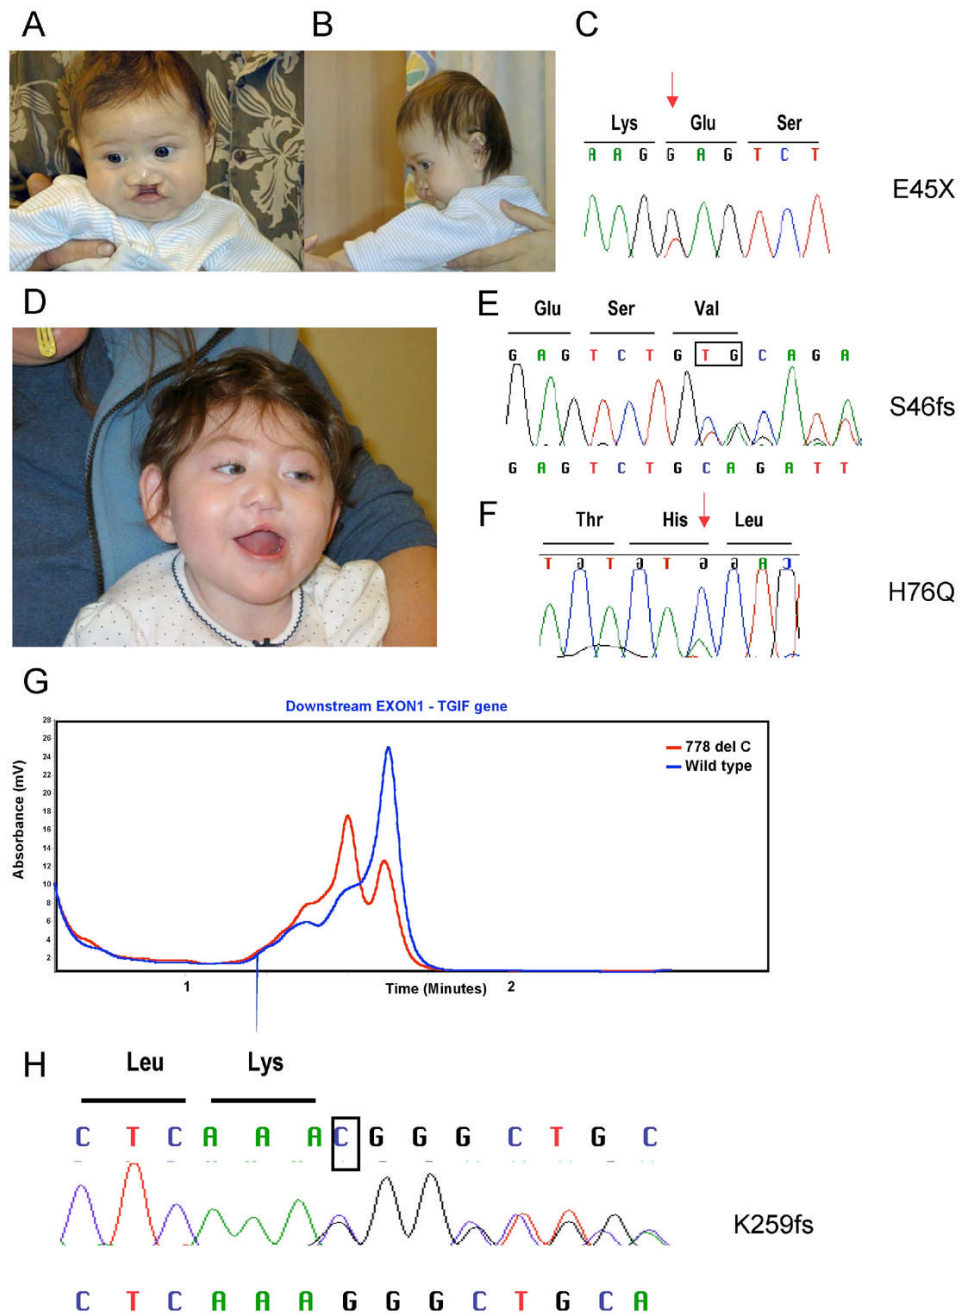 A
B
C
Lys Glu Ser
A A G G A G T C T
E45X
D
E
Glu Ser Val
G A G T C T G T G C A G A
S46fs
G A G T C T G C A G A T T
F
Thr His Leu
T G T G T G G A C
H76Q
G
Downstream EXON1 - TGIF gene
28
26
24
22
20
18
16
14
12
10
8
6
4
2
Absorbance (mV)
778 del C
Wild type
1
Time (Minutes)
2
H
Leu Lys
C T C A A A C G G G C T G C
K259fs
C T C A A A G G G C T G C A